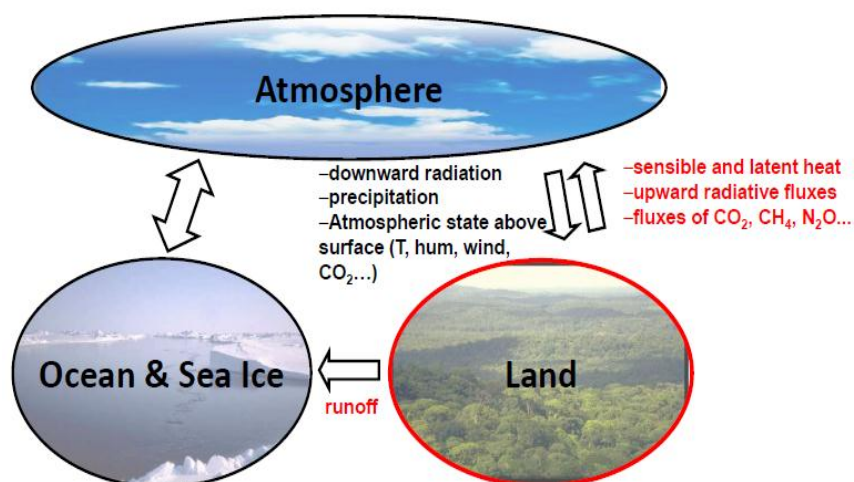 Atmosphere
–downward radiation
–precipitation
–Atmospheric state above
surface (T, hum, wind,
CO₂…)
–sensible and latent heat
–upward radiative fluxes
–fluxes of CO₂, CH₄, N₂O...
Ocean & Sea Ice
runoff
Land